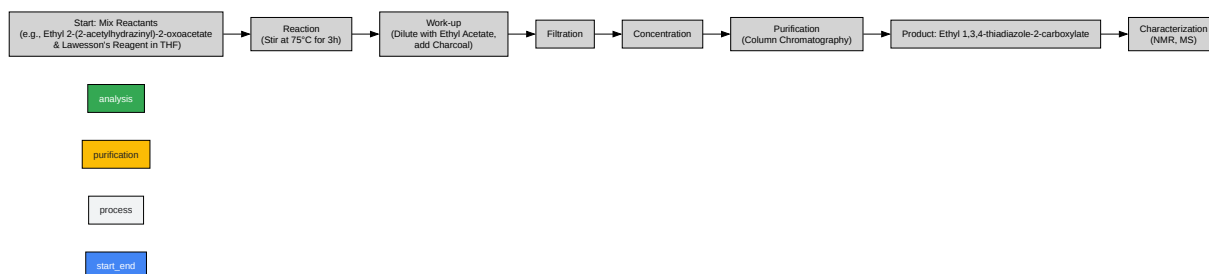 Start: Mix Reactants
(e.g., Ethyl 2-(2-acetylhydrazinyl)-2-oxoacetate
& Lawesson's Reagent in THF)
Reaction
(Stir at 75°C for 3h)
Work-up
(Dilute with Ethyl Acetate,
add Charcoal)
Filtration
Concentration
Purification
(Column Chromatography)
Product: Ethyl 1,3,4-thiadiazole-2-carboxylate
Characterization
(NMR, MS)
analysis
purification
process
start_end